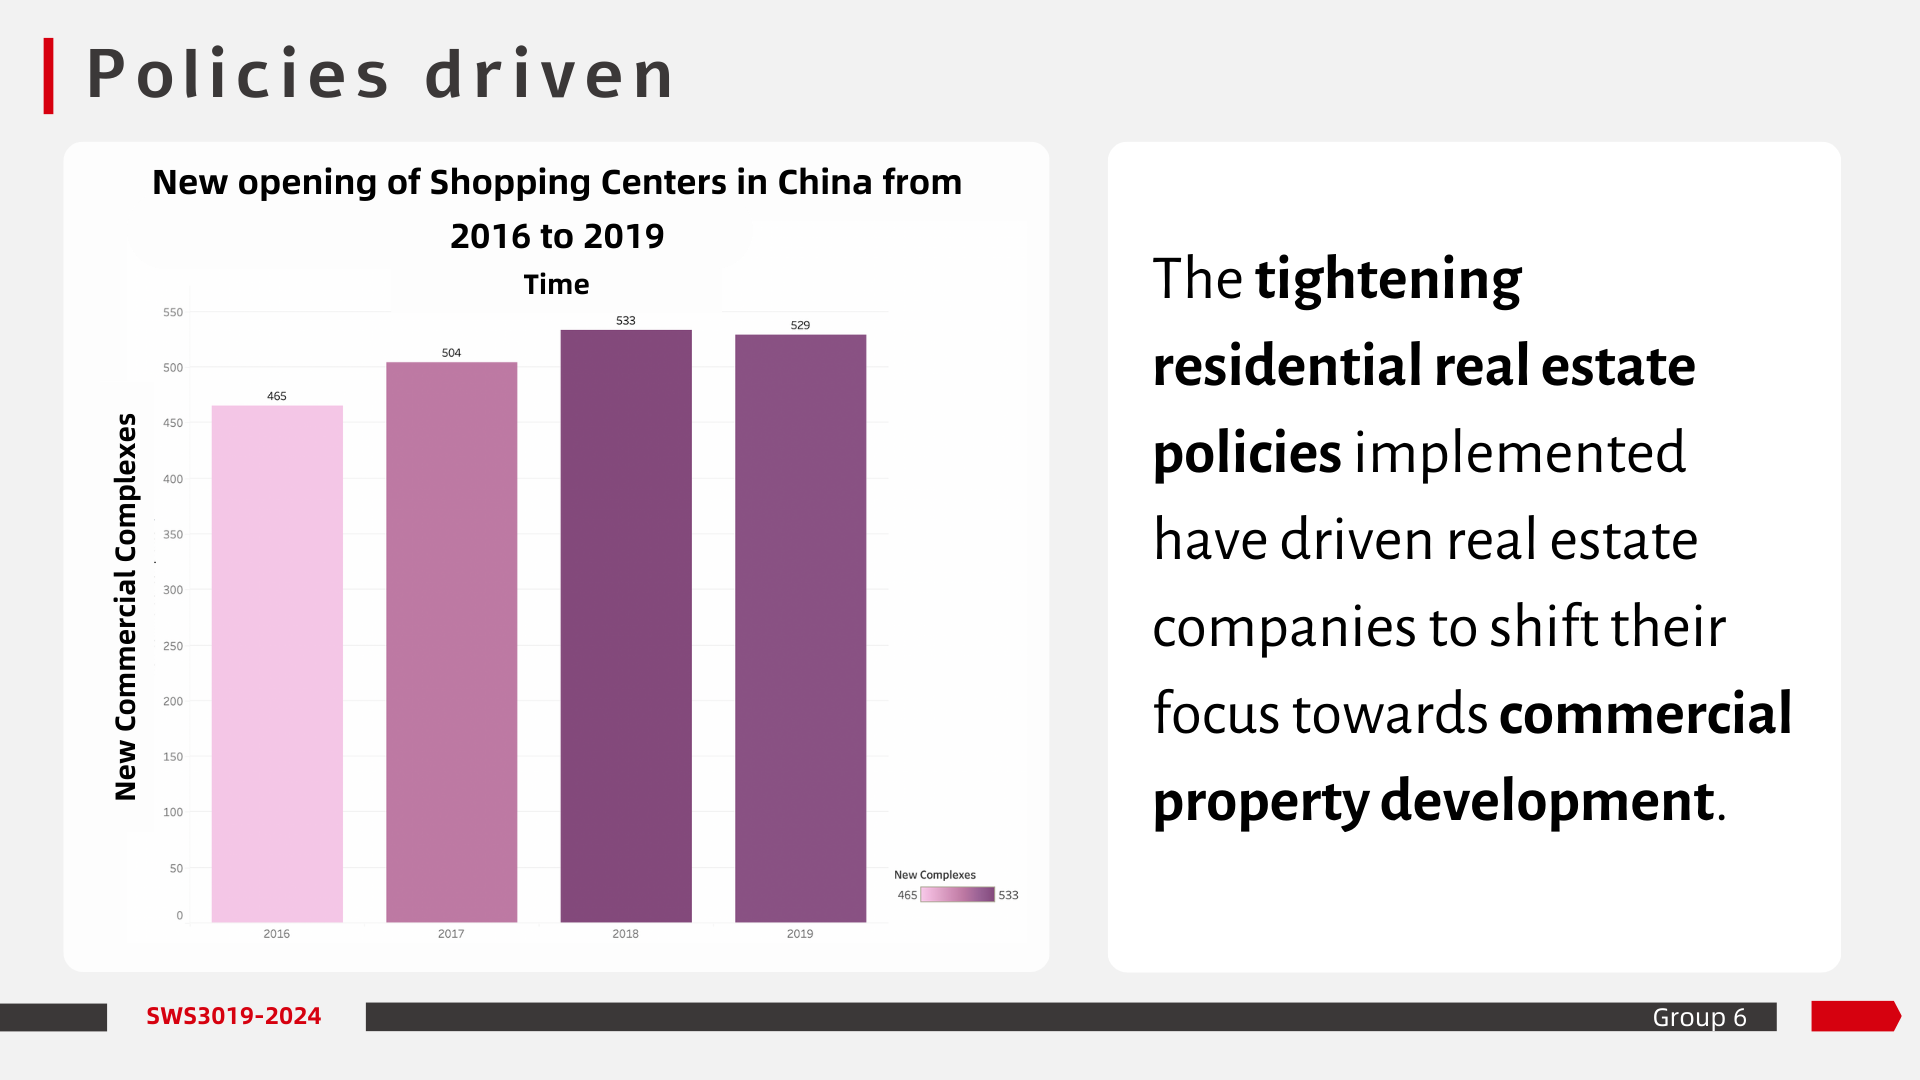 Policies driven
New opening of Shopping Centers in China from
2016 to 2019
Time
New Commercial Complexes
550
500
450
400
350
300
250
200
150
100
50
0
465
504
533
529
2016
2017
2018
2019
New Complexes
465 533
The tightening
residential real estate
policies implemented
have driven real estate
companies to shift their
focus towards commercial
property development.
SWS3019-2024
Group 6